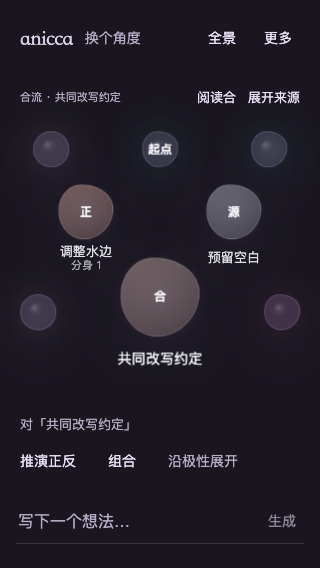 anicca 换个角度 全景 更多
合流 · 共同改写约定 阅读合 展开来源
起点
正 源
调整水边
分身 1
预留空白
合
共同改写约定
对「共同改写约定」
推演正反 组合 沿极性展开
写下一个想法… 生成